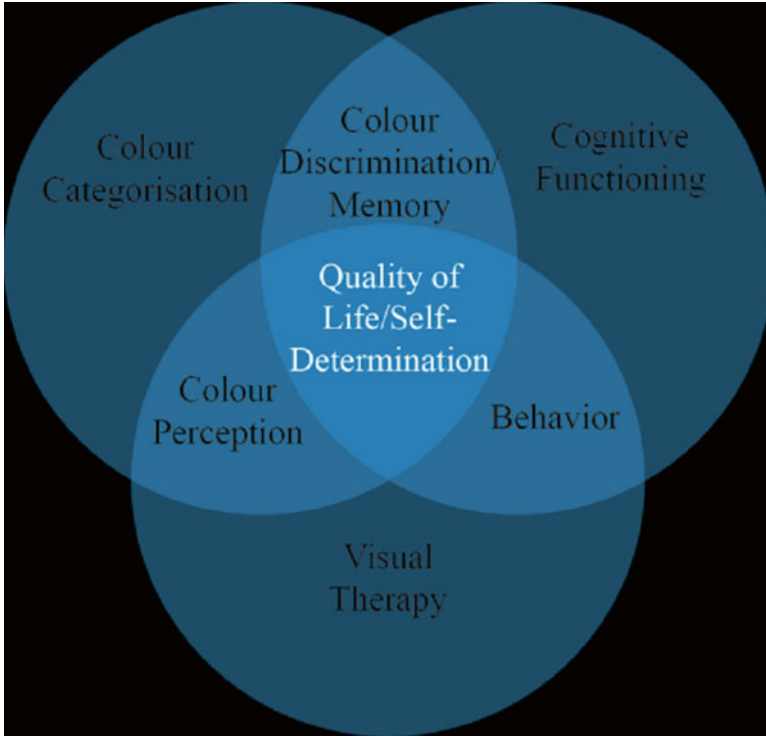 Colour
Categorisation
Colour
Discrimination/
Memory
Cognitive
Functioning
Quality of
Life/Self-
Determination
Colour
Perception
Behavior
Visual
Therapy